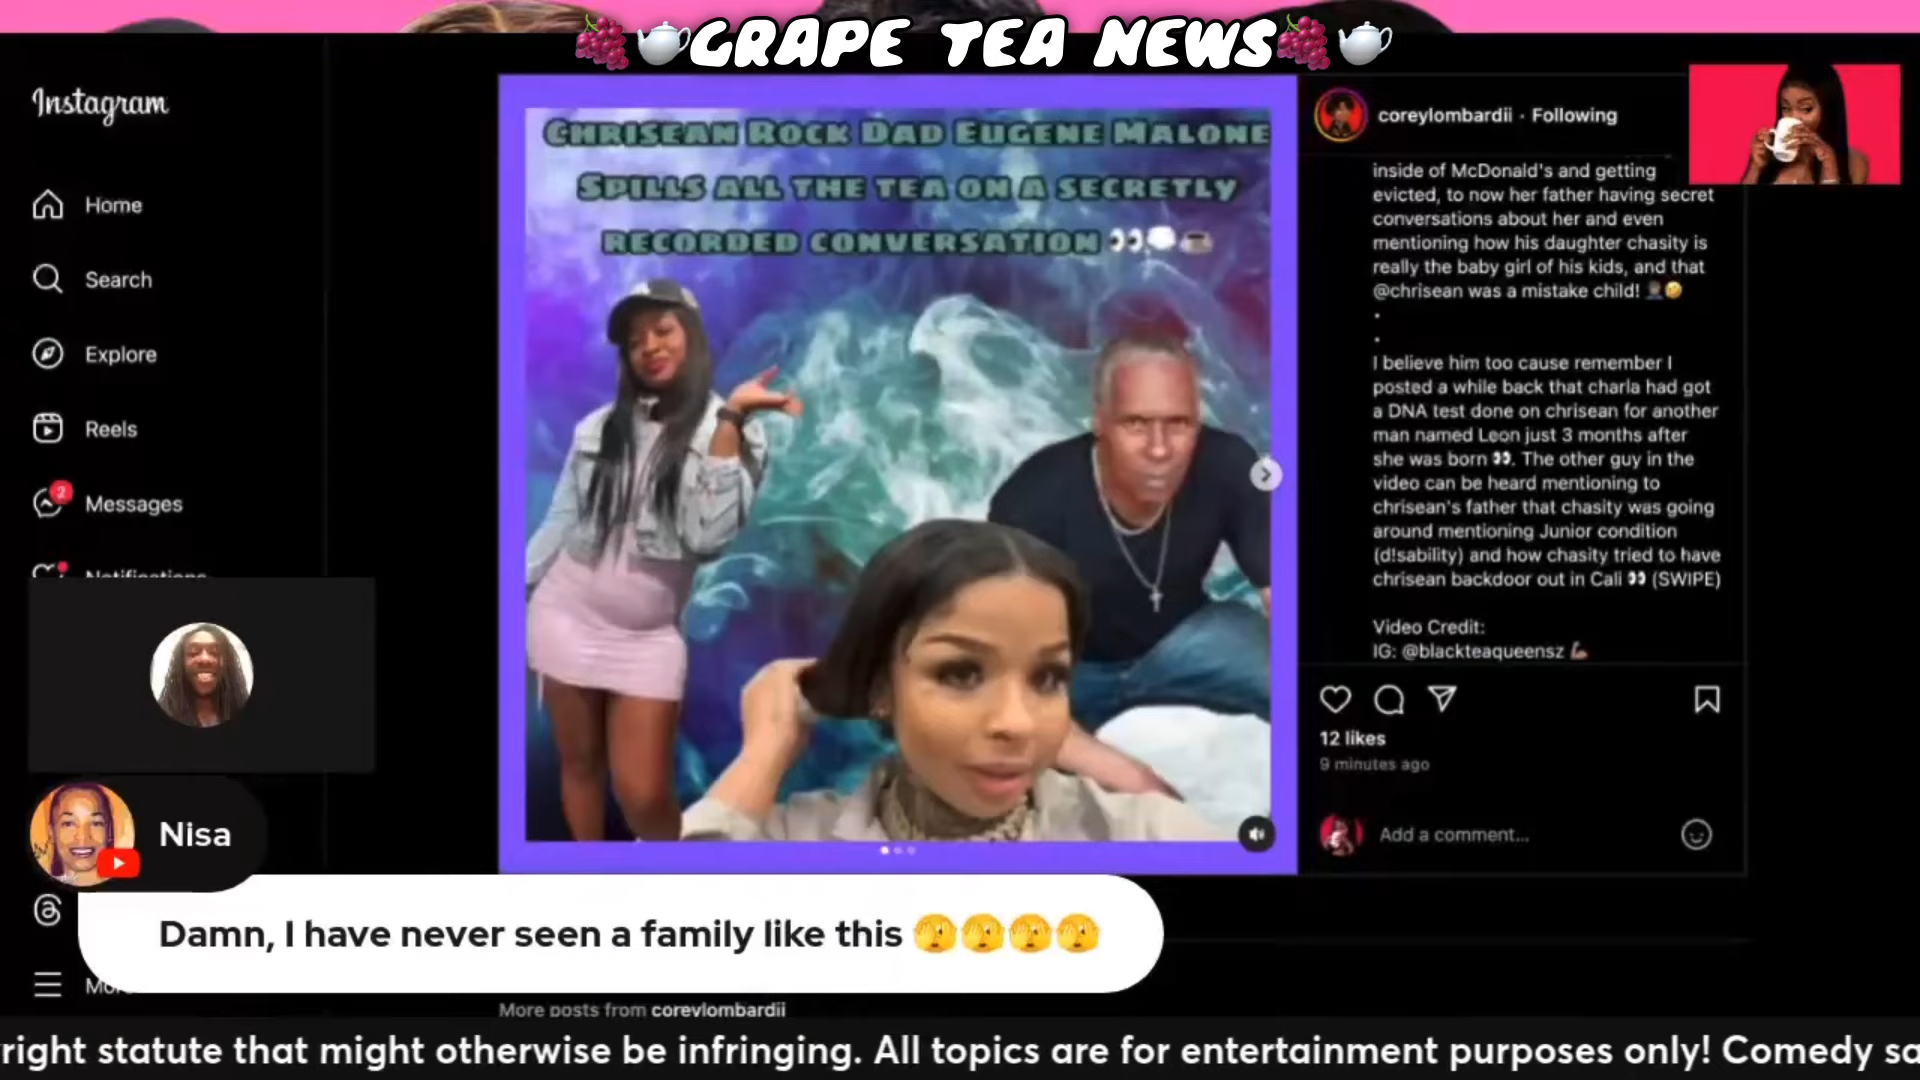 GRAPE TEA NEWS
Instagram
Home
Search
Explore
Reels
2
Messages
Notifications
CHRISEAN ROCK DAD EUGENE MALONE
SPILLS ALL THE TEA ON A SECRETLY
RECORDED CONVERSATION 👀💭☕
coreylombardii · Following
inside of McDonald's and getting
evicted, to now her father having secret
conversations about her and even
mentioning how his daughter chasity is
really the baby girl of his kids, and that
@chrisean was a mistake child! 🤦🏿‍♂️🤣
.
.
I believe him too cause remember I
posted a while back that charla had got
a DNA test done on chrisean for another
man named Leon just 3 months after
she was born 👀. The other guy in the
video can be heard mentioning to
chrisean's father that chasity was going
around mentioning Junior condition
(d!sability) and how chasity tried to have
chrisean backdoor out in Cali 👀 (SWIPE)
Video Credit:
IG: @blackteaqueensz 💪🏾
12 likes
9 minutes ago
Add a comment...
Nisa
Damn, I have never seen a family like this 🫣🫣🫣🫣
More posts from coreylombardii
right statute that might otherwise be infringing. All topics are for entertainment purposes only! Comedy sa